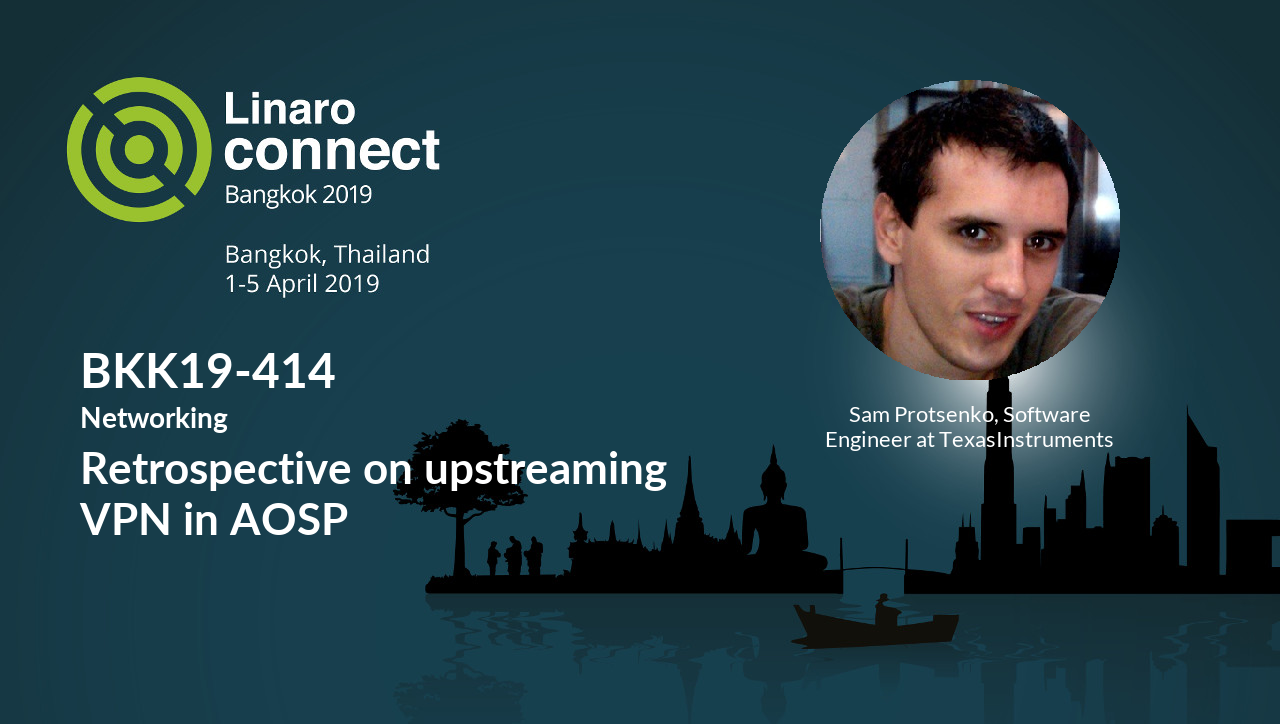 Linaro
connect
Bangkok 2019
Bangkok, Thailand
1-5 April 2019
BKK19-414
Networking
Retrospective on upstreaming
VPN in AOSP
Sam Protsenko, Software
Engineer at TexasInstruments